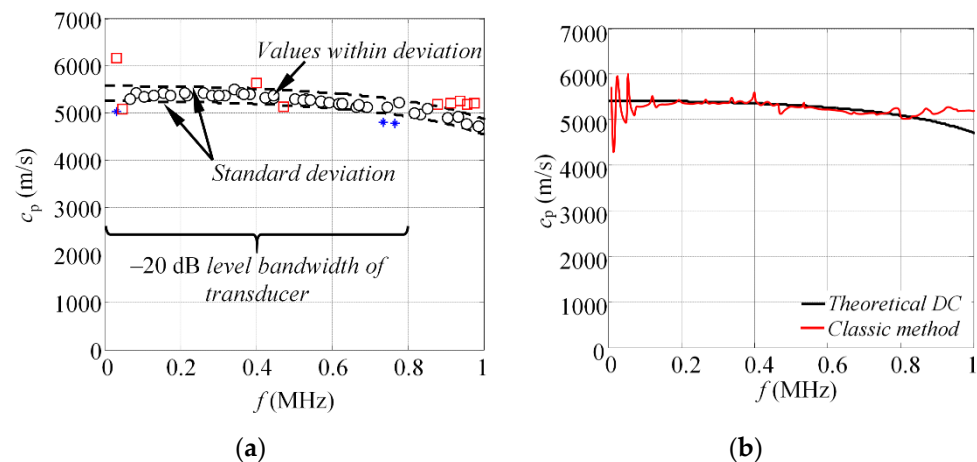 7000
6000
5000
4000
3000
2000
1000
0
cp (m/s)
Values within deviation
Standard deviation
–20 dB level bandwidth of
transducer
0 0.2 0.4 0.6 0.8 1
f (MHz)
(a)
7000
6000
5000
4000
3000
2000
1000
0
cp (m/s)
Theoretical DC
Classic method
0 0.2 0.4 0.6 0.8 1
f (MHz)
(b)